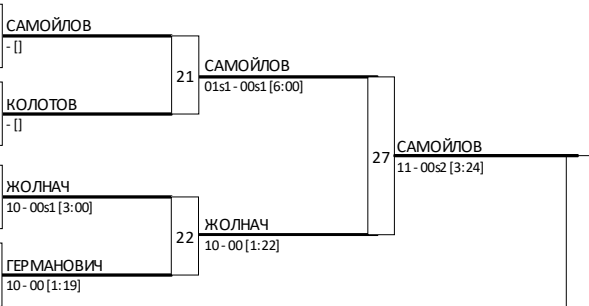 САМОЙЛОВ
- []
21
САМОЙЛОВ
01s1 - 00s1 [6:00]
КОЛОТОВ
- []
27
САМОЙЛОВ
11 - 00s2 [3:24]
ЖОЛНАЧ
10 - 00s1 [3:00]
22
ЖОЛНАЧ
10 - 00 [1:22]
ГЕРМАНОВИЧ
10 - 00 [1:19]